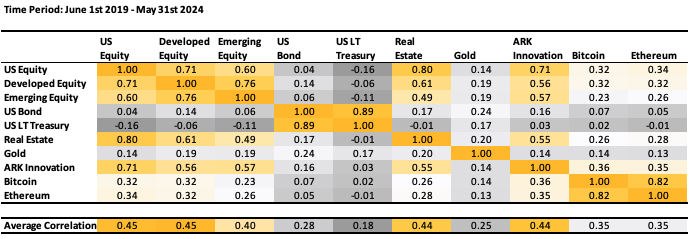 Time Period: June 1st 2019 - May 31st 2024
US Equity Developed Equity Emerging Equity US Bond US LT Treasury Real Estate Gold ARK Innovation Bitcoin Ethereum
US Equity 1.00 0.71 0.60 0.04 -0.16 0.80 0.14 0.71 0.32 0.34
Developed Equity 0.71 1.00 0.76 0.14 -0.06 0.61 0.19 0.56 0.32 0.32
Emerging Equity 0.60 0.76 1.00 0.06 -0.11 0.49 0.19 0.57 0.23 0.26
US Bond 0.04 0.14 0.06 1.00 0.89 0.17 0.24 0.16 0.07 0.05
US LT Treasury -0.16 -0.06 -0.11 0.89 1.00 -0.01 0.17 0.03 0.02 -0.01
Real Estate 0.80 0.61 0.49 0.17 -0.01 1.00 0.20 0.55 0.26 0.28
Gold 0.14 0.19 0.19 0.24 0.17 0.20 1.00 0.14 0.14 0.13
ARK Innovation 0.71 0.56 0.57 0.16 0.03 0.55 0.14 1.00 0.36 0.35
Bitcoin 0.32 0.32 0.23 0.07 0.02 0.26 0.14 0.36 1.00 0.82
Ethereum 0.34 0.32 0.26 0.05 -0.01 0.28 0.13 0.35 0.82 1.00
Average Correlation 0.45 0.45 0.40 0.28 0.18 0.44 0.25 0.44 0.35 0.35